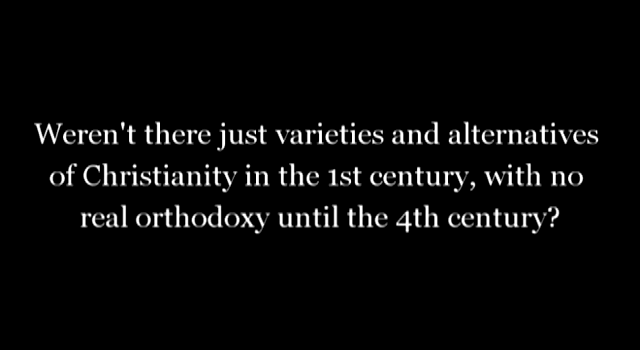 Weren't there just varieties and alternatives
of Christianity in the 1st century, with no
real orthodoxy until the 4th century?